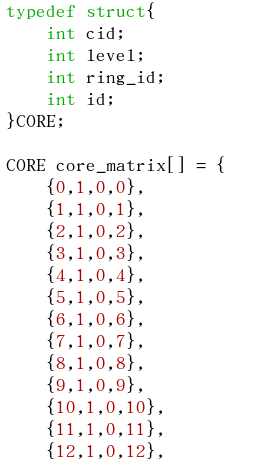 typedef struct{
    int cid;
    int level;
    int ring_id;
    int id;
}CORE;

CORE core_matrix[] = {
    {0,1,0,0},
    {1,1,0,1},
    {2,1,0,2},
    {3,1,0,3},
    {4,1,0,4},
    {5,1,0,5},
    {6,1,0,6},
    {7,1,0,7},
    {8,1,0,8},
    {9,1,0,9},
    {10,1,0,10},
    {11,1,0,11},
    {12,1,0,12},